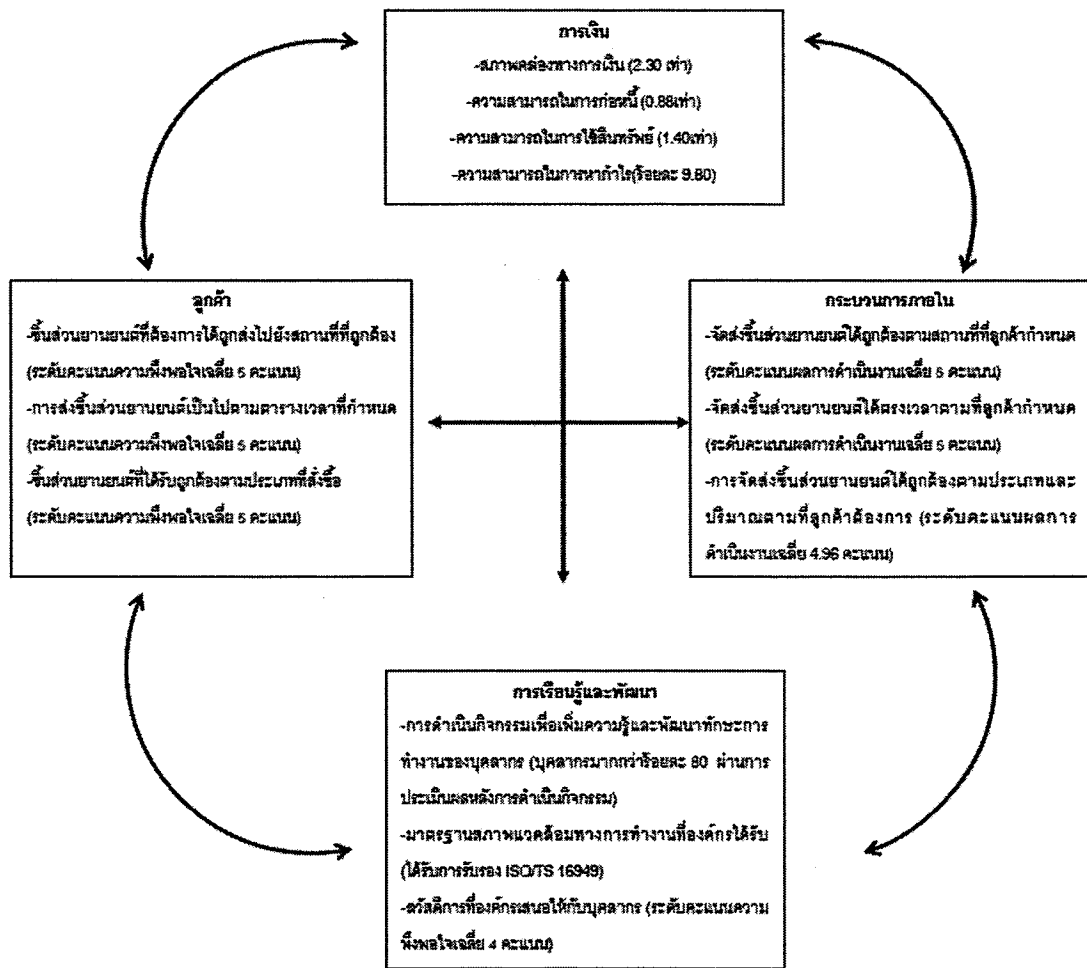 การเงิน
-สภาพคล่องทางการเงิน (2.30 เท่า)
-ความสามารถในการก่อหนี้ (0.88เท่า)
-ความสามารถในการใช้สินทรัพย์ (1.40เท่า)
-ความสามารถในการหากำไร(ร้อยละ 9.80)
ลูกค้า
-ชิ้นส่วนยานยนต์ที่ต้องการได้ถูกส่งไปยังสถานที่ที่ถูกต้อง
(ระดับคะแนนความพึงพอใจเฉลี่ย 5 คะแนน)
-การส่งชิ้นส่วนยานยนต์เป็นไปตามตารางเวลาที่กำหนด
(ระดับคะแนนความพึงพอใจเฉลี่ย 5 คะแนน)
-ชิ้นส่วนยานยนต์ที่ได้รับถูกต้องตามประเภทที่สั่งซื้อ
(ระดับคะแนนความพึงพอใจเฉลี่ย 5 คะแนน)
กระบวนการภายใน
-จัดส่งชิ้นส่วนยานยนต์ได้ถูกต้องตามสถานที่ที่ลูกค้ากำหนด
(ระดับคะแนนผลการดำเนินงานเฉลี่ย 5 คะแนน)
-จัดส่งชิ้นส่วนยานยนต์ได้ตรงเวลาตามที่ลูกค้ากำหนด
(ระดับคะแนนผลการดำเนินงานเฉลี่ย 5 คะแนน)
-การจัดส่งชิ้นส่วนยานยนต์ได้ถูกต้องตามประเภทและ
ปริมาณตามที่ลูกค้าต้องการ (ระดับคะแนนผลการ
ดำเนินงานเฉลี่ย 4.96 คะแนน)
การเรียนรู้และพัฒนา
-การดำเนินกิจกรรมเพื่อเพิ่มความรู้และพัฒนาทักษะการ
ทำงานของบุคลากร (บุคลากรมากกว่าร้อยละ 80 ผ่านการ
ประเมินผลหลังการดำเนินกิจกรรม)
-มาตรฐานสภาพแวดล้อมทางการทำงานที่องค์กรได้รับ
(ได้รับการรับรอง ISO/TS 16949)
-สวัสดิการที่องค์กรเสนอให้กับบุคลากร (ระดับคะแนนความ
พึงพอใจเฉลี่ย 4 คะแนน)